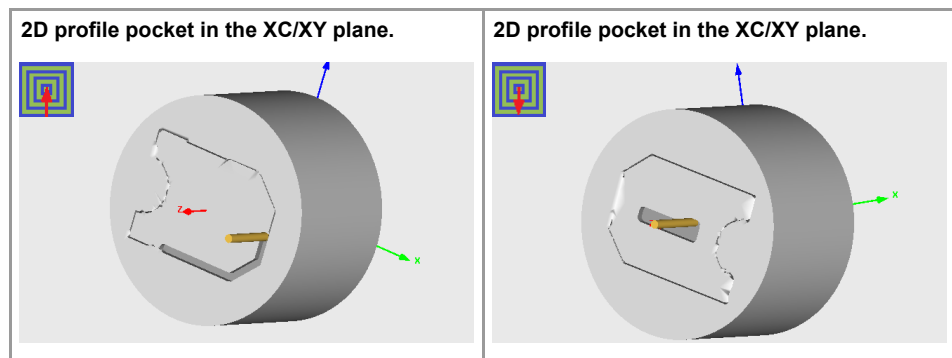 2D profile pocket in the XC/XY plane.
2D profile pocket in the XC/XY plane.
Z
X
X